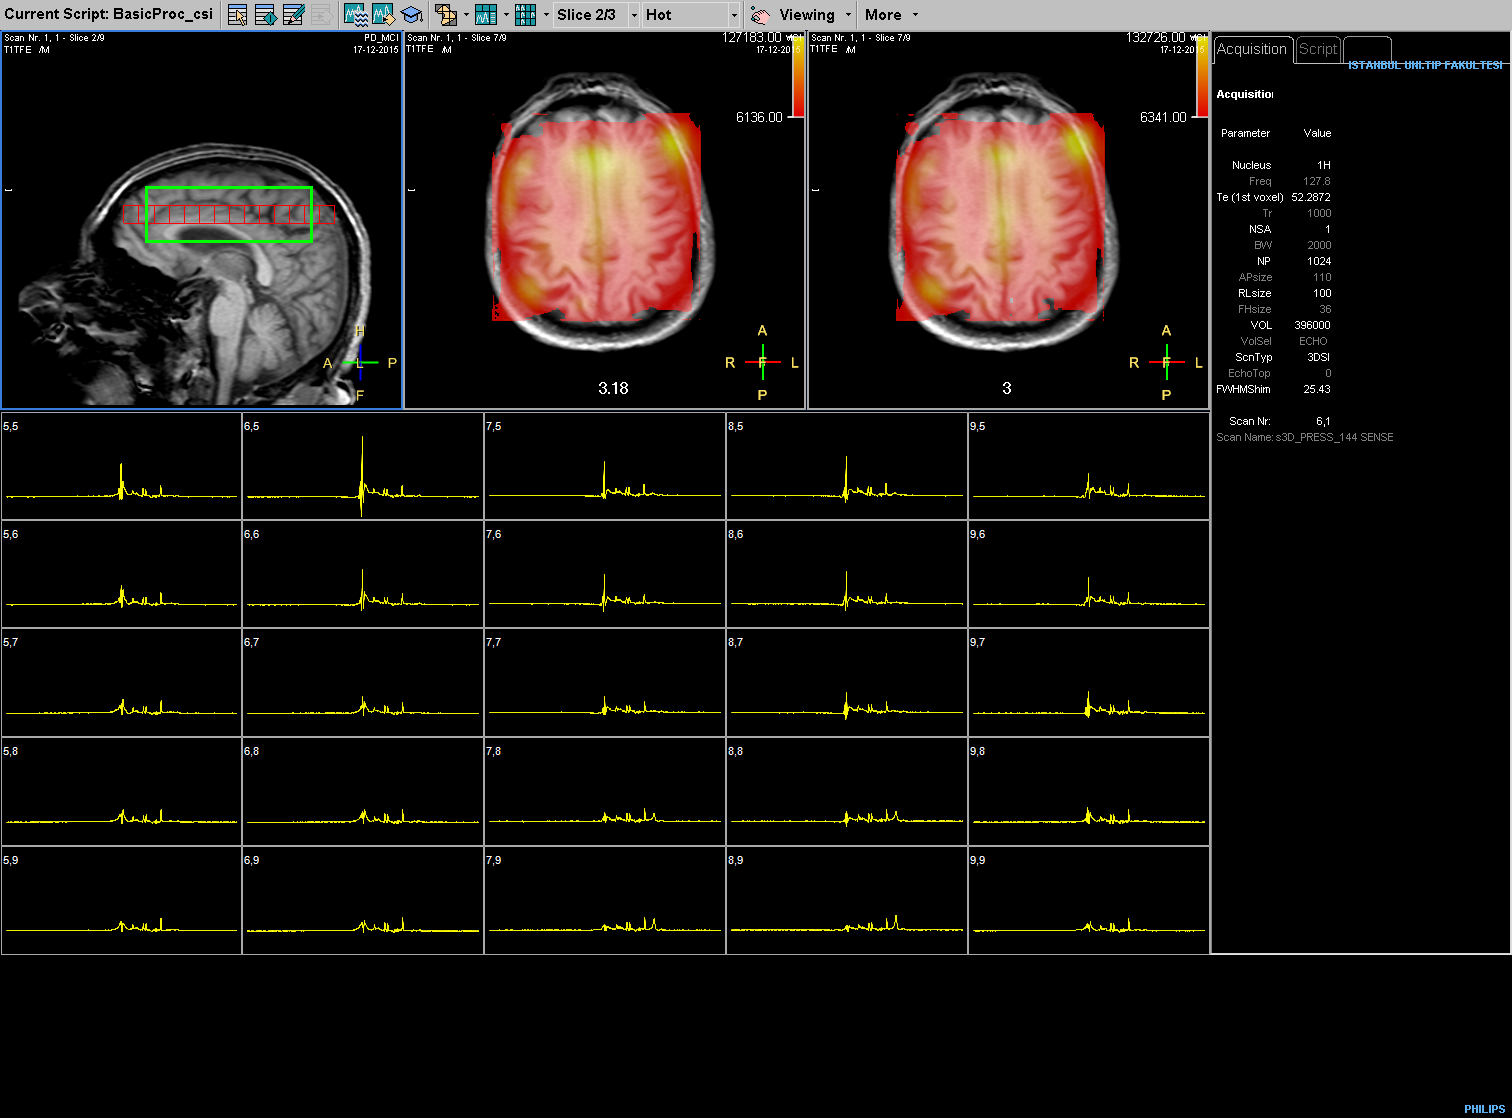 Current Script: BasicProc_csi
Slice 2/3
Hot
Viewing
More
Scan Nr. 1, 1 - Slice 2/9
PD_MCI
T1TFE /M
17-12-2015
H
A L P
F
Scan Nr. 1, 1 - Slice 7/9
127183.00
T1TFE /M
17-12-2015
6136.00
A
R F L
P
3.18
Scan Nr. 1, 1 - Slice 7/9
132726.00
T1TFE /M
17-12-2015
6341.00
A
R F L
P
3
Acquisition
Script
ISTANBUL UNI.TIP FAKULTESI
Acquisition
Parameter Value
Nucleus 1H
Freq 127.8
Te (1st voxel) 52.2872
Tr 1000
NSA 1
BW 2000
NP 1024
APsize 110
RLsize 100
FHsize 36
VOL 396000
VolSel ECHO
ScnTyp 3DSI
EchoTop 0
FWHMShim 25.43
Scan Nr: 6,1
Scan Name: s3D_PRESS_144 SENSE
5,5
6,5
7,5
8,5
9,5
5,6
6,6
7,6
8,6
9,6
5,7
6,7
7,7
8,7
9,7
5,8
6,8
7,8
8,8
9,8
5,9
6,9
7,9
8,9
9,9
PHILIPS